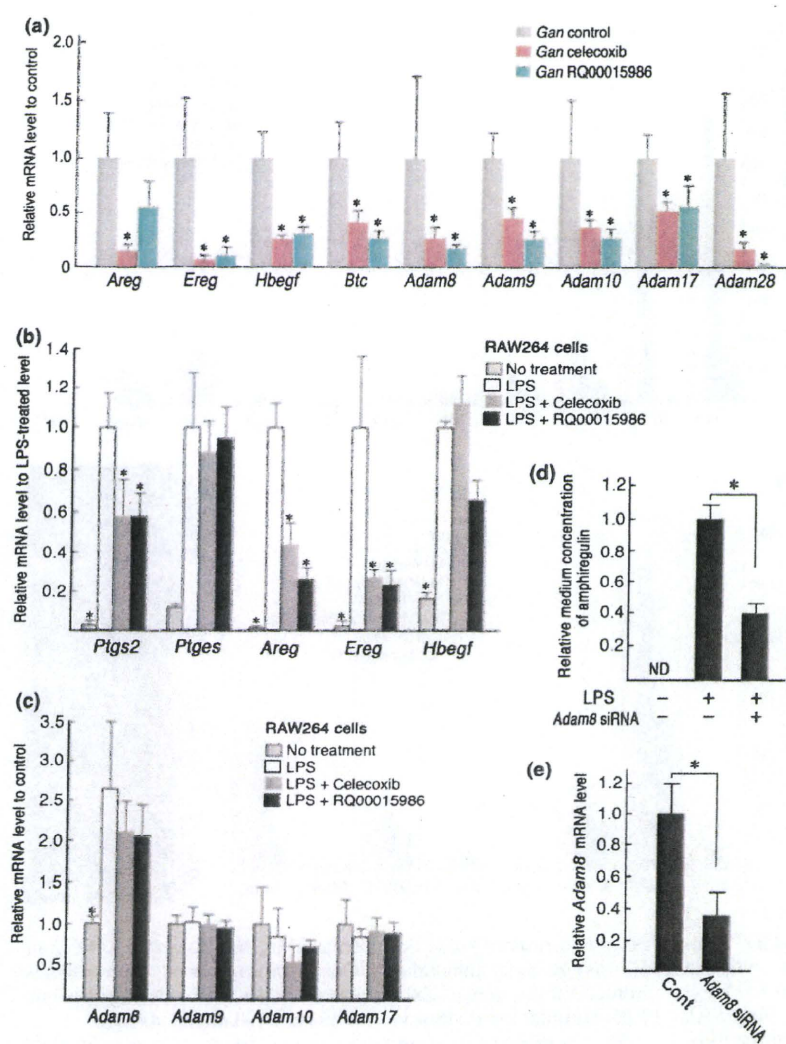 (a)
Relative mRNA level to control
2.0
1.5
1.0
0.5
0
Gan control
Gan celecoxib
Gan RQ00015986
* * * * * * * * * * * * * * * * *
Areg Ereg Hbegf Btc Adam8 Adam9 Adam10 Adam17 Adam28
(b)
Relative mRNA level to LPS-treated level
1.4
1.2
1.0
0.8
0.6
0.4
0.2
RAW264 cells
No treatment
LPS
LPS + Celecoxib
LPS + RQ00015986
* * * * * * * * * *
Ptgs2 Ptges Areg Ereg Hbegf
(c)
Relative mRNA level to control
3.5
3.0
2.5
2.0
1.5
1.0
0.5
RAW264 cells
No treatment
LPS
LPS + Celecoxib
LPS + RQ00015986
*
Adam8 Adam9 Adam10 Adam17
(d)
Relative medium concentration
of amphiregulin
1.2
1.0
0.8
0.6
0.4
0.2
*
ND
LPS − + +
Adam8 siRNA − − +
(e)
Relative Adam8 mRNA level
1.2
1.0
0.8
0.6
0.4
0.2
*
Cont
Adam8 siRNA